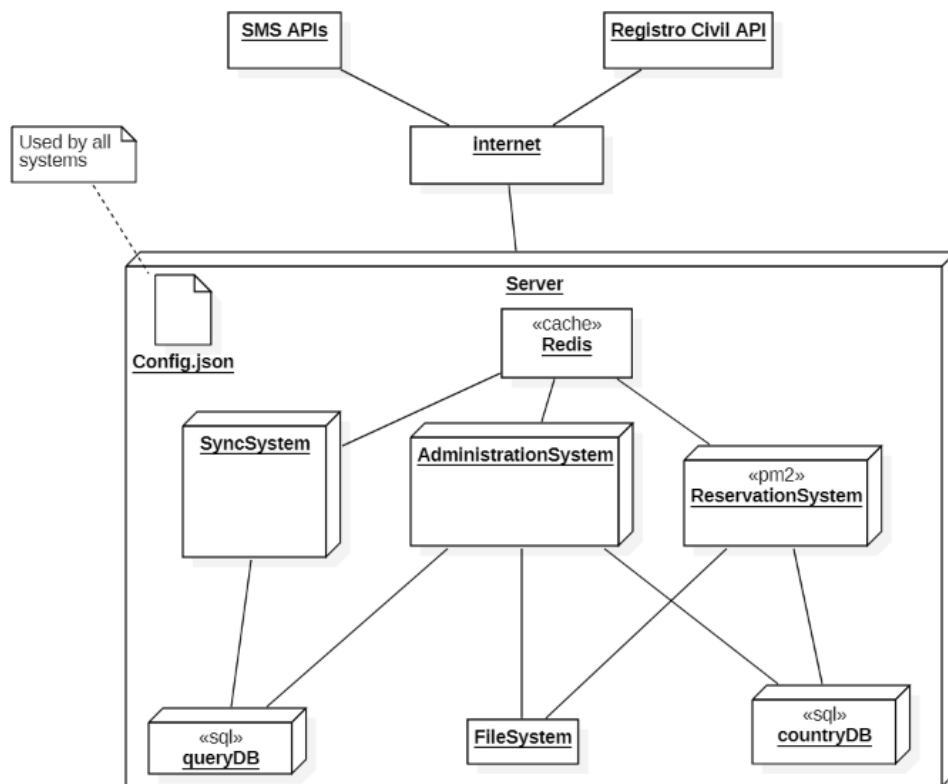 SMS APIs
Registro Civil API
internet
Used by all
systems
Server
Config.json
«cache»
Redis
SyncSystem
AdministrationSystem
«pm2»
ReservationSystem
«sql»
queryDB
FileSystem
«sql»
countryDB